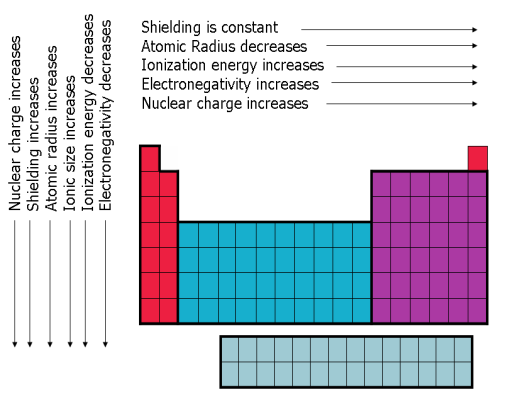 Shielding is constant
Atomic Radius decreases
Ionization energy increases
Electronegativity increases
Nuclear charge increases
Nuclear charge increases
Shielding increases
Atomic radius increases
Ionic size increases
Ionization energy decreases
Electronegativity decreases